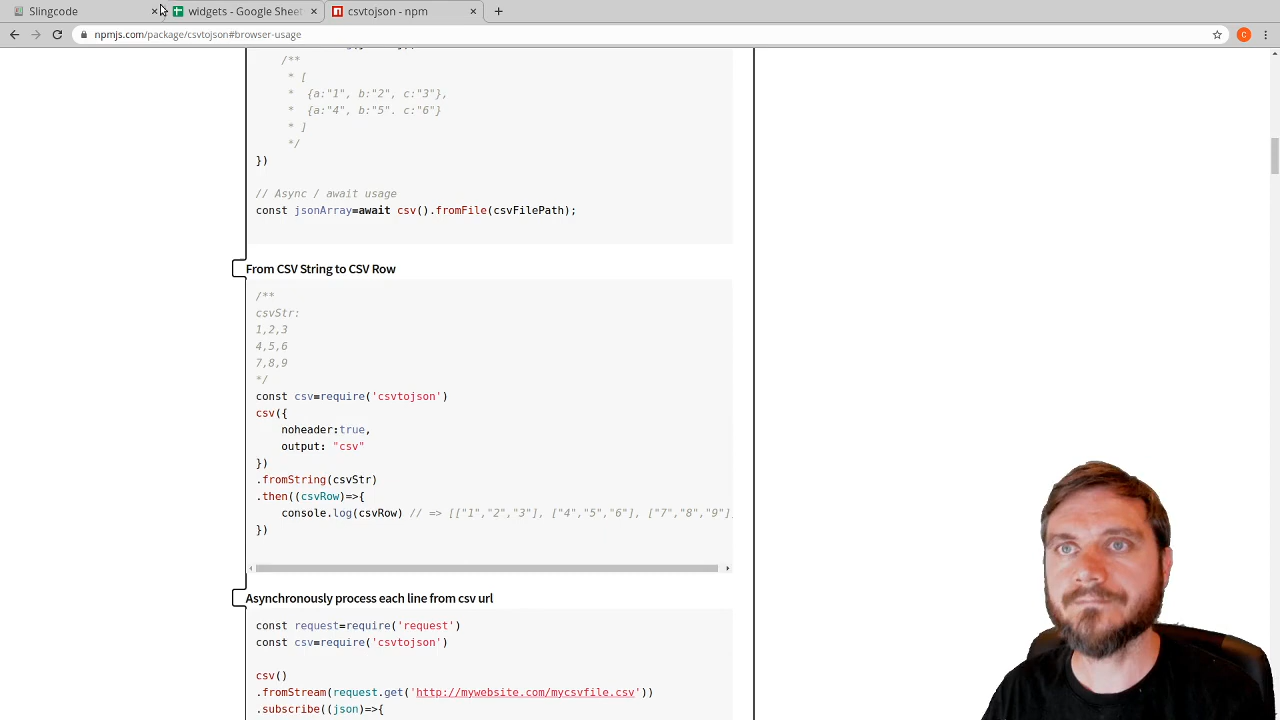 Slingcode
widgets - Google Sheet
csvtojson - npm
npmjs.com/package/csvtojson#browser-usage
C
/**
* [
* {a:"1", b:"2", c:"3"},
* {a:"4", b:"5". c:"6"}
* ]
*/
})
// Async / await usage
const jsonArray=await csv().fromFile(csvFilePath);
From CSV String to CSV Row
/**
csvStr:
1,2,3
4,5,6
7,8,9
*/
const csv=require('csvtojson')
csv({
noheader:true,
output: "csv"
})
.fromString(csvStr)
.then((csvRow)=>{
console.log(csvRow) // => [["1","2","3"], ["4","5","6"], ["7","8","9"]
})
Asynchronously process each line from csv url
const request=require('request')
const csv=require('csvtojson')
csv()
.fromStream(request.get('http://mywebsite.com/mycsvfile.csv'))
.subscribe((json)=>{